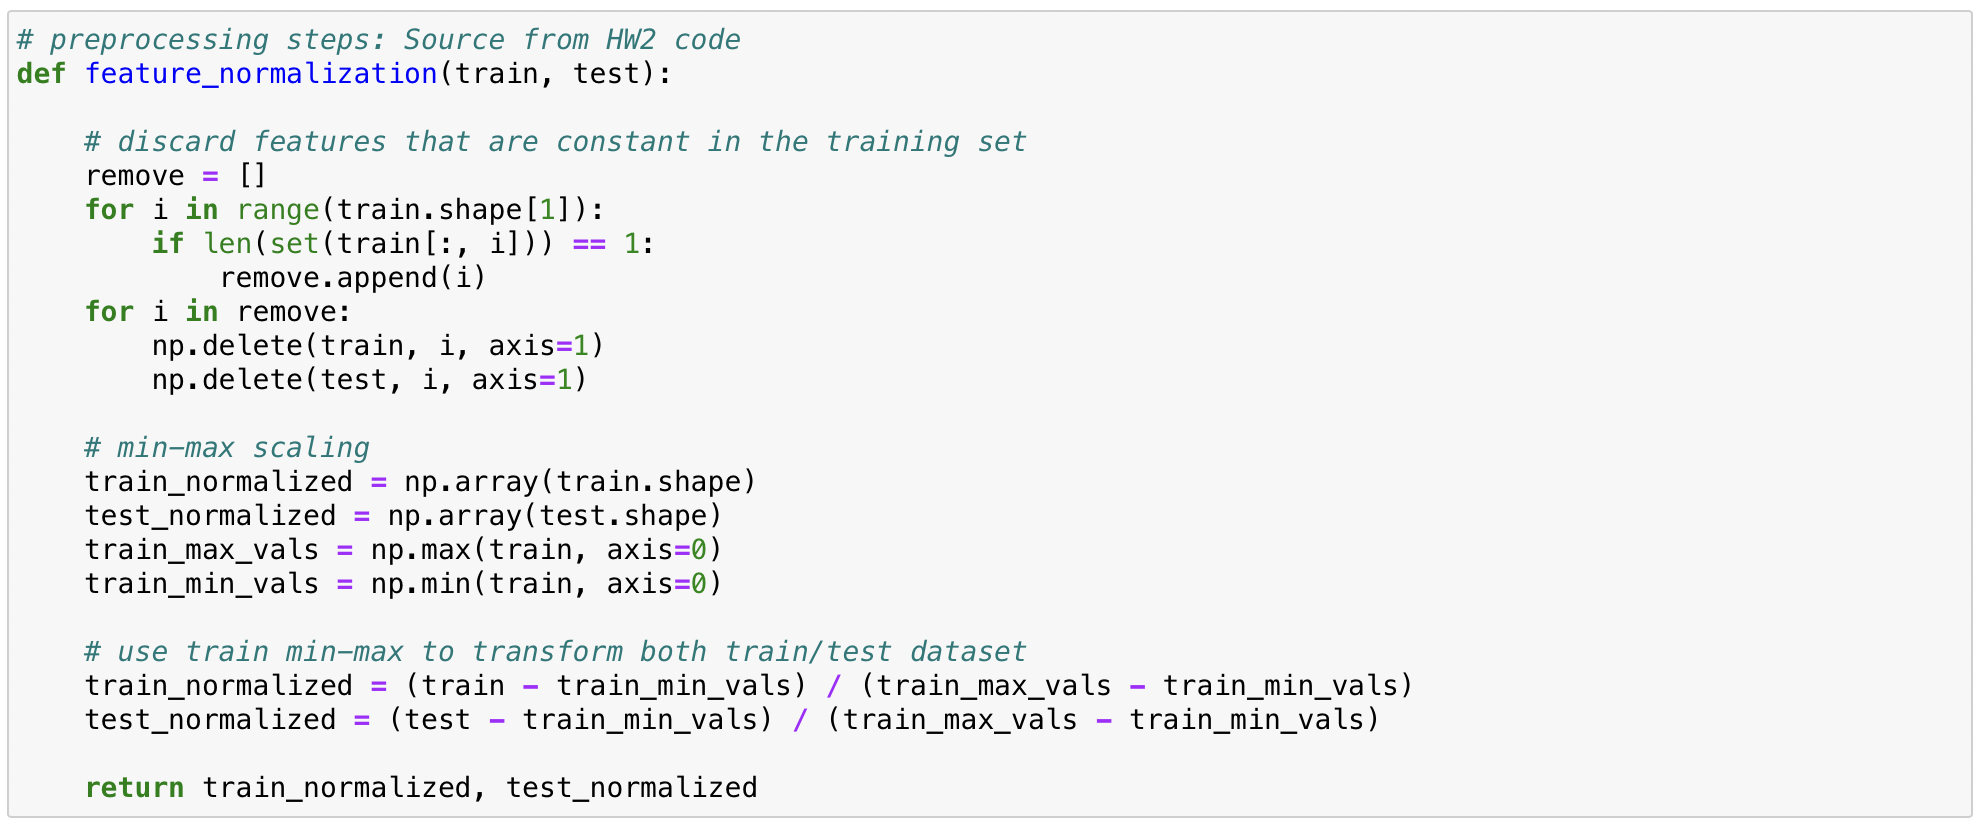 # preprocessing steps: Source from HW2 code
def feature_normalization(train, test):

    # discard features that are constant in the training set
    remove = []
    for i in range(train.shape[1]):
        if len(set(train[:, i])) == 1:
            remove.append(i)
    for i in remove:
        np.delete(train, i, axis=1)
        np.delete(test, i, axis=1)

    # min-max scaling
    train_normalized = np.array(train.shape)
    test_normalized = np.array(test.shape)
    train_max_vals = np.max(train, axis=0)
    train_min_vals = np.min(train, axis=0)

    # use train min-max to transform both train/test dataset
    train_normalized = (train - train_min_vals) / (train_max_vals - train_min_vals)
    test_normalized = (test - train_min_vals) / (train_max_vals - train_min_vals)

    return train_normalized, test_normalized